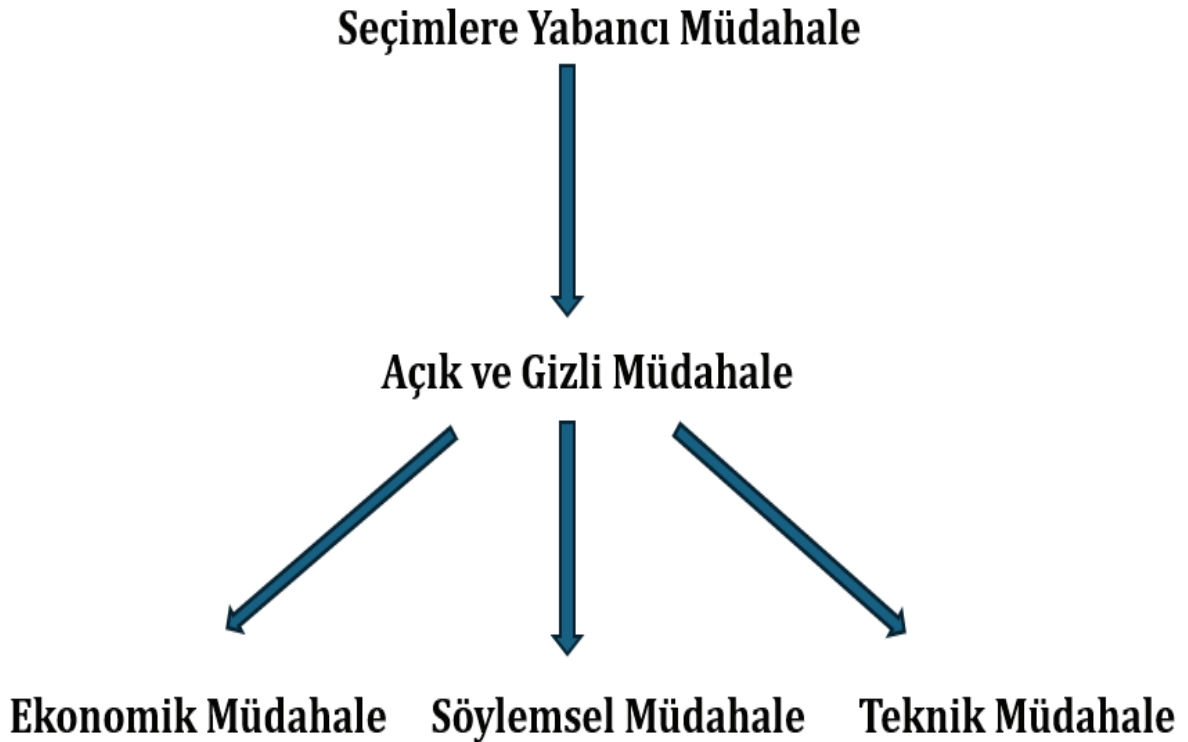 Seçimlere Yabancı Müdahale
Açık ve Gizli Müdahale
Ekonomik Müdahale
Söylemsel Müdahale
Teknik Müdahale